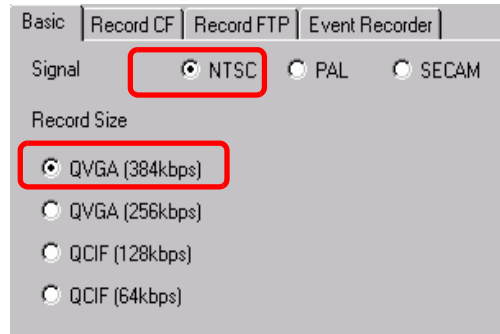 Basic Record CF Record FTP Event Recorder
Signal NTSC PAL SECAM
Record Size
QVGA (384kbps)
QVGA (256kbps)
QCIF (128kbps)
QCIF (64kbps)